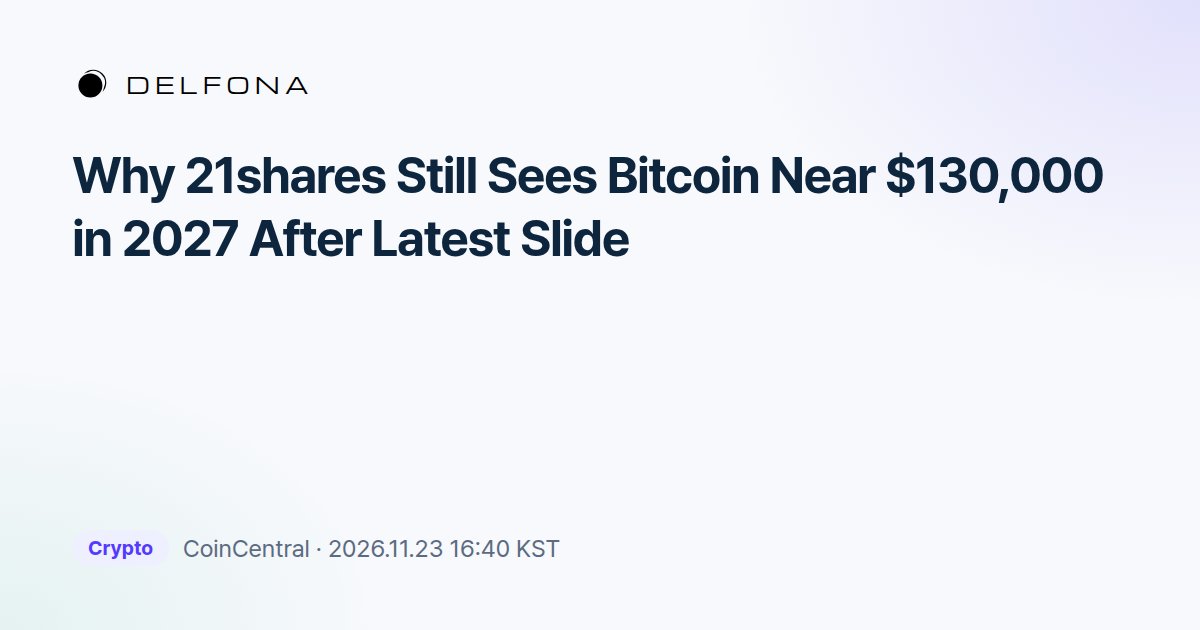 DELFONA
Why 21shares Still Sees Bitcoin Near $130,000
in 2027 After Latest Slide
Crypto CoinCentral · 2026.11.23 16:40 KST